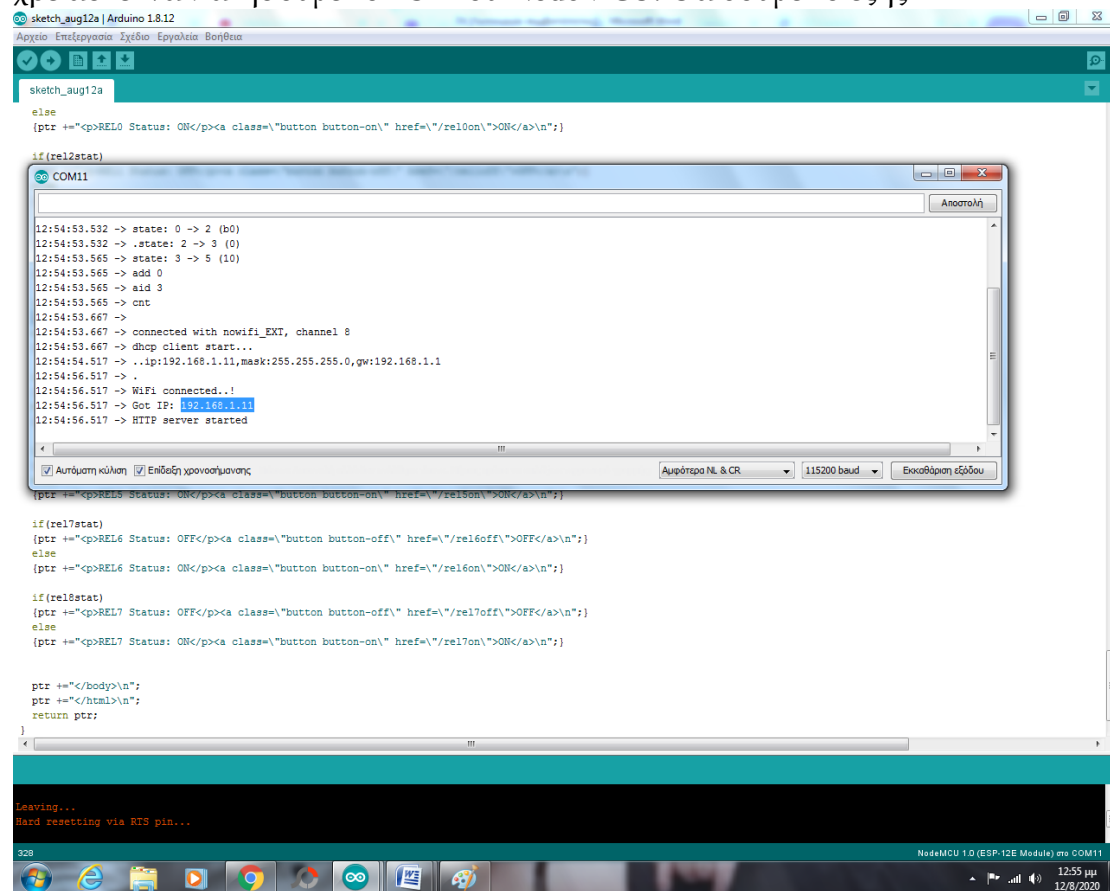 sketch_aug12a | Arduino 1.8.12
Αρχείο Επεξεργασία Σχέδιο Εργαλεία Βοήθεια
sketch_aug12a
else
{ptr +="<p>REL0 Status: ON</p><a class=\"button button-on\" href=\"/rel0on\">ON</a>\n";}
if(rel2stat)
COM11
Αποστολή
12:54:53.532 -> state: 0 -> 2 (b0)
12:54:53.532 -> .state: 2 -> 3 (0)
12:54:53.565 -> state: 3 -> 5 (10)
12:54:53.565 -> add 0
12:54:53.565 -> aid 3
12:54:53.565 -> cnt
12:54:53.667 ->
12:54:53.667 -> connected with nowifi_EXT, channel 8
12:54:53.667 -> dhcp client start...
12:54:54.517 -> ..ip:192.168.1.11,mask:255.255.255.0,gw:192.168.1.1
12:54:56.517 -> .
12:54:56.517 -> WiFi connected..!
12:54:56.517 -> Got IP: 192.168.1.11
12:54:56.517 -> HTTP server started
Αυτόματη κύλιση Επίδειξη χρονοσήμανσης Αμφότερα NL & CR 115200 baud Εκκαθάριση εξόδου
{ptr +="<p>REL5 Status: ON</p><a class=\"button button-on\" href=\"/rel5on\">ON</a>\n";}
if(rel7stat)
{ptr +="<p>REL6 Status: OFF</p><a class=\"button button-off\" href=\"/rel6off\">OFF</a>\n";}
else
{ptr +="<p>REL6 Status: ON</p><a class=\"button button-on\" href=\"/rel6on\">ON</a>\n";}
if(rel8stat)
{ptr +="<p>REL7 Status: OFF</p><a class=\"button button-off\" href=\"/rel7off\">OFF</a>\n";}
else
{ptr +="<p>REL7 Status: ON</p><a class=\"button button-on\" href=\"/rel7on\">ON</a>\n";}
ptr +="</body>\n";
ptr +="</html>\n";
return ptr;
}
Leaving...
Hard resetting via RTS pin...
328 NodeMCU 1.0 (ESP-12E Module) στο COM11
12:55 μμ
12/8/2020